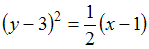 (y−3)² = 1/2 (x−1)